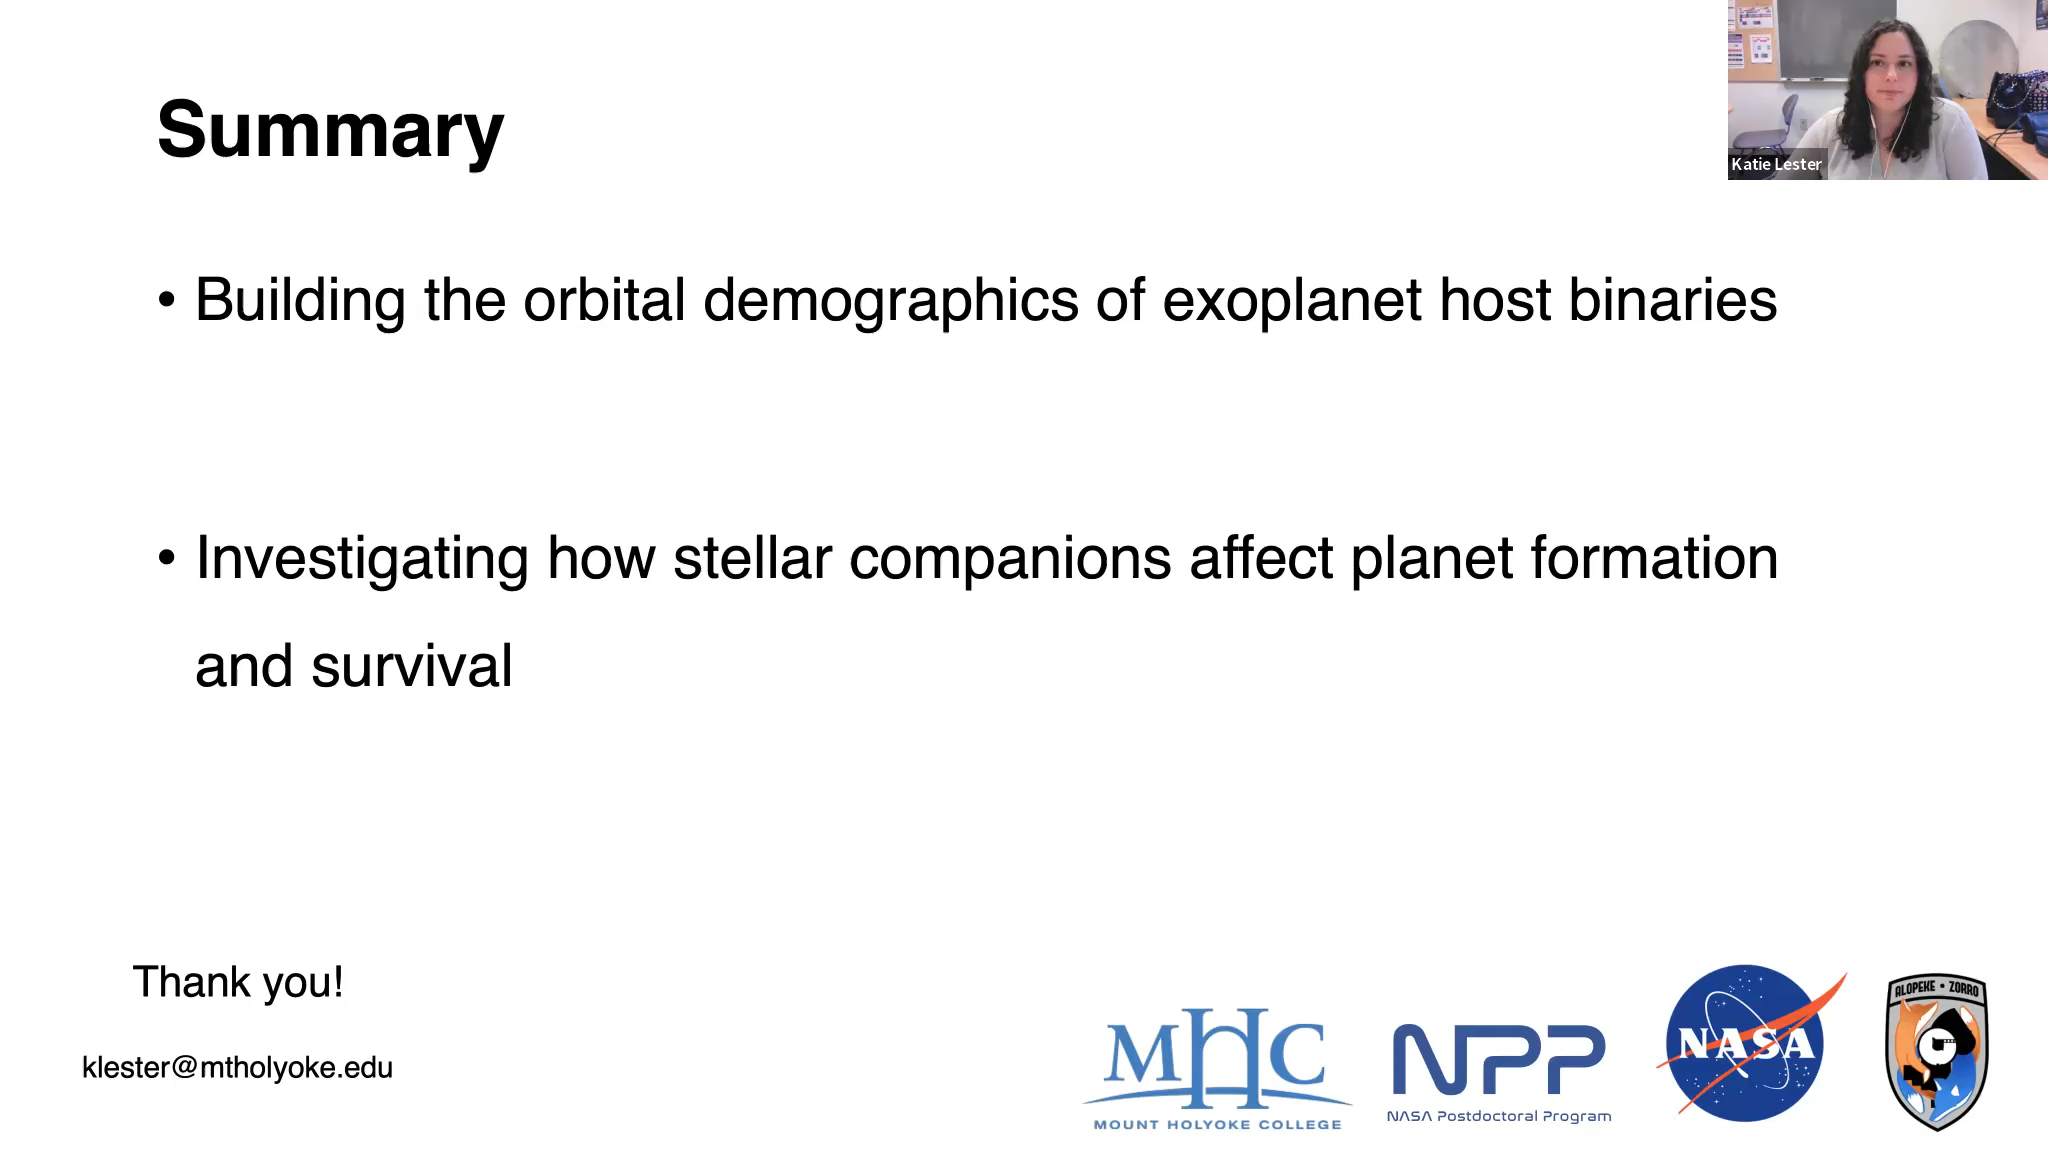 Summary
Katie Lester
• Building the orbital demographics of exoplanet host binaries
• Investigating how stellar companions affect planet formation
and survival
Thank you!
klester@mtholyoke.edu
MHC
MOUNT HOLYOKE COLLEGE
NPP
NASA Postdoctoral Program
NASA
ALOPEKE • ZORRO